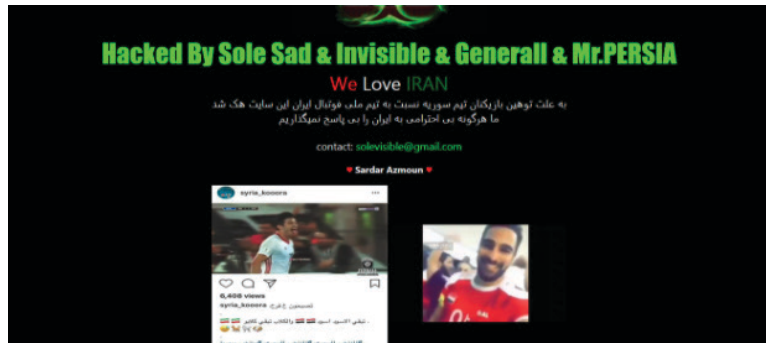 Hacked By Sole Sad & Invisible & Generall & Mr.PERSIA
We Love IRAN
به علت توهین بازیکنان تیم سوریه نسبت به تیم ملی فوتبال ایران این سایت هک شد
ما هرگونه بی احترامی به ایران را بی پاسخ نمیگذاریم
contact: solevisible@gmail.com
♥ Sardar Azmoun ♥
syria_kooora
6,408 views
syria_kooora